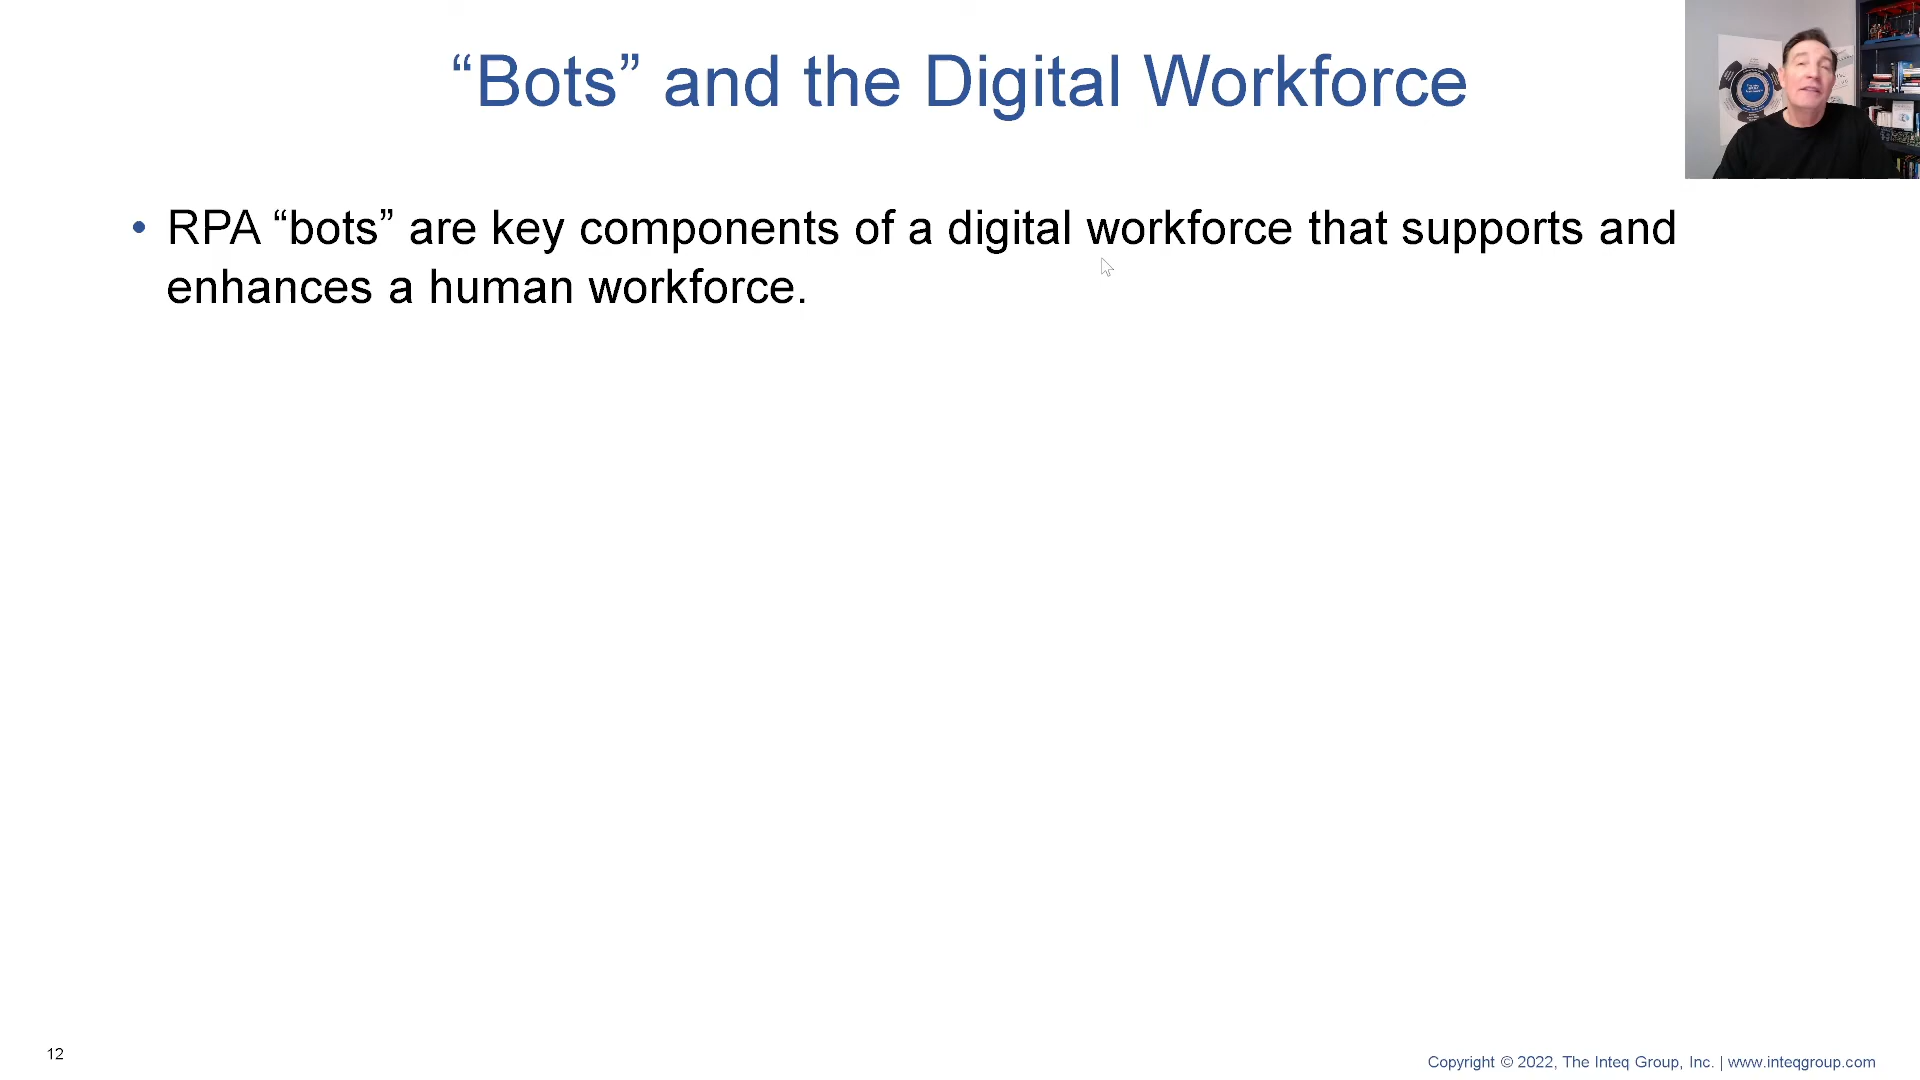 “Bots” and the Digital Workforce
• RPA “bots” are key components of a digital workforce that supports and
enhances a human workforce.
12
Copyright © 2022, The Inteq Group, Inc. | www.inteqgroup.com